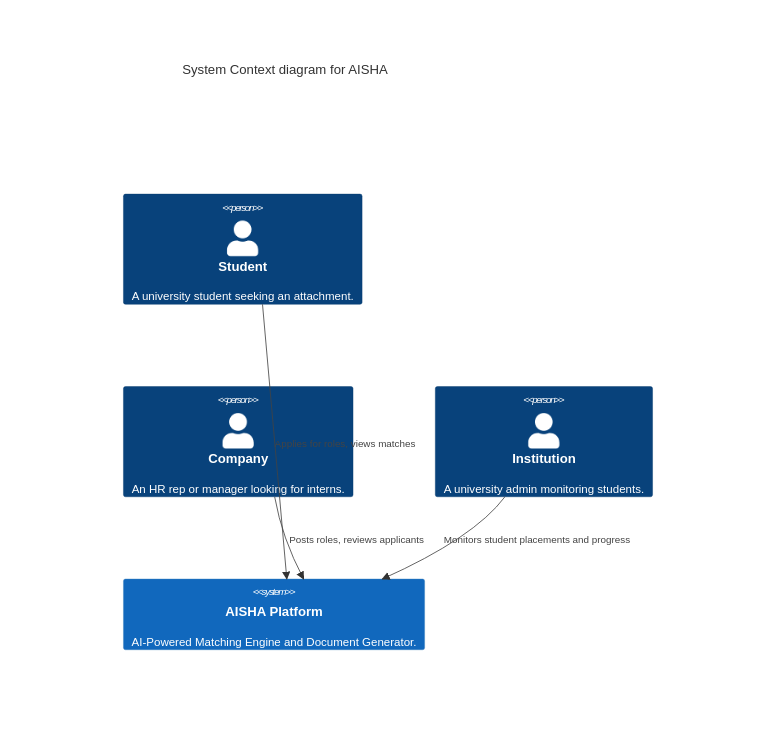 System Context diagram for AISHA
<<person>>
Student
A university student seeking an attachment.
<<person>>
Company
An HR rep or manager looking for interns.
<<person>>
Institution
A university admin monitoring students.
Applies for roles, views matches
Posts roles, reviews applicants
Monitors student placements and progress
<<system>>
AISHA Platform
AI-Powered Matching Engine and Document Generator.